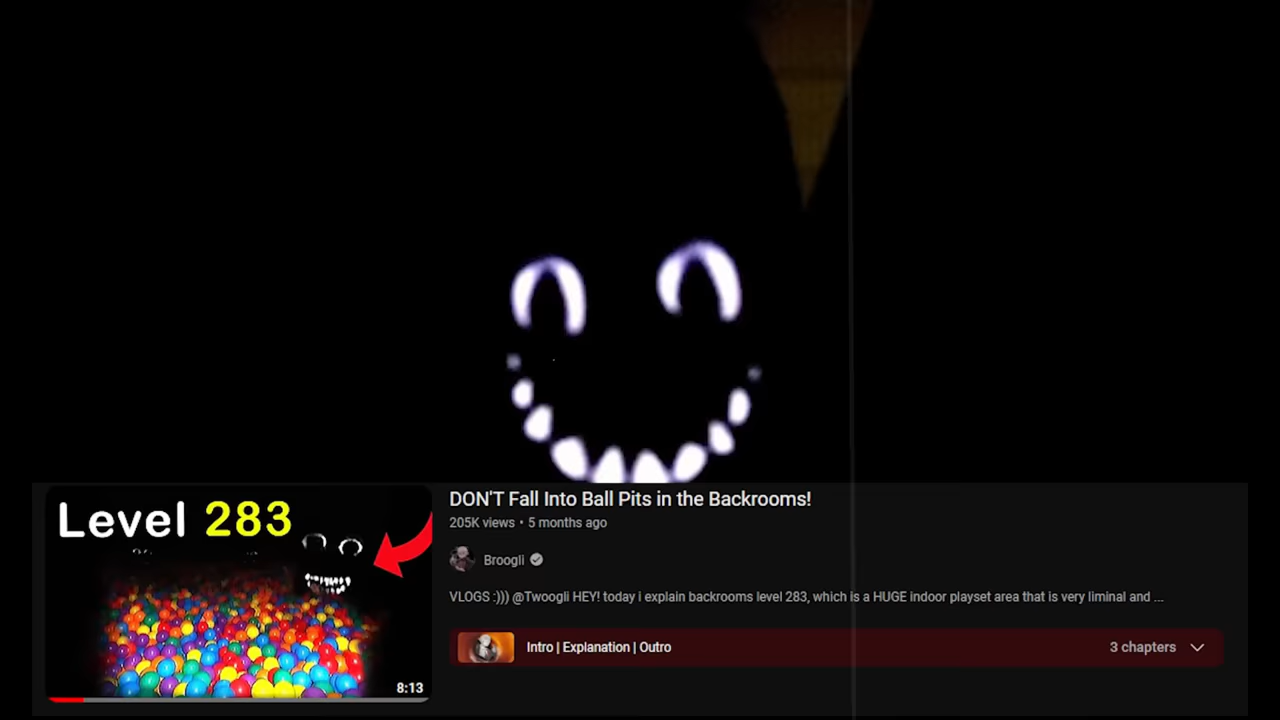 Level 283
8:13
DON'T Fall Into Ball Pits in the Backrooms!
205K views • 5 months ago
Broogli
VLOGS :))) @Twoogli HEY! today i explain backrooms level 283, which is a HUGE indoor playset area that is very liminal and ...
Intro | Explanation | Outro
3 chapters